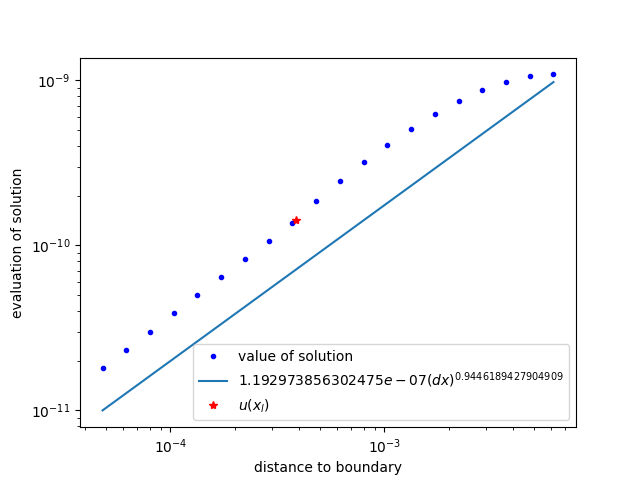 10⁻⁹
10⁻¹⁰
10⁻¹¹
evaluation of solution
value of solution
1.192973856302475e − 07(dx)^0.9446189427904909
u(xₗ)
10⁻⁴
10⁻³
distance to boundary